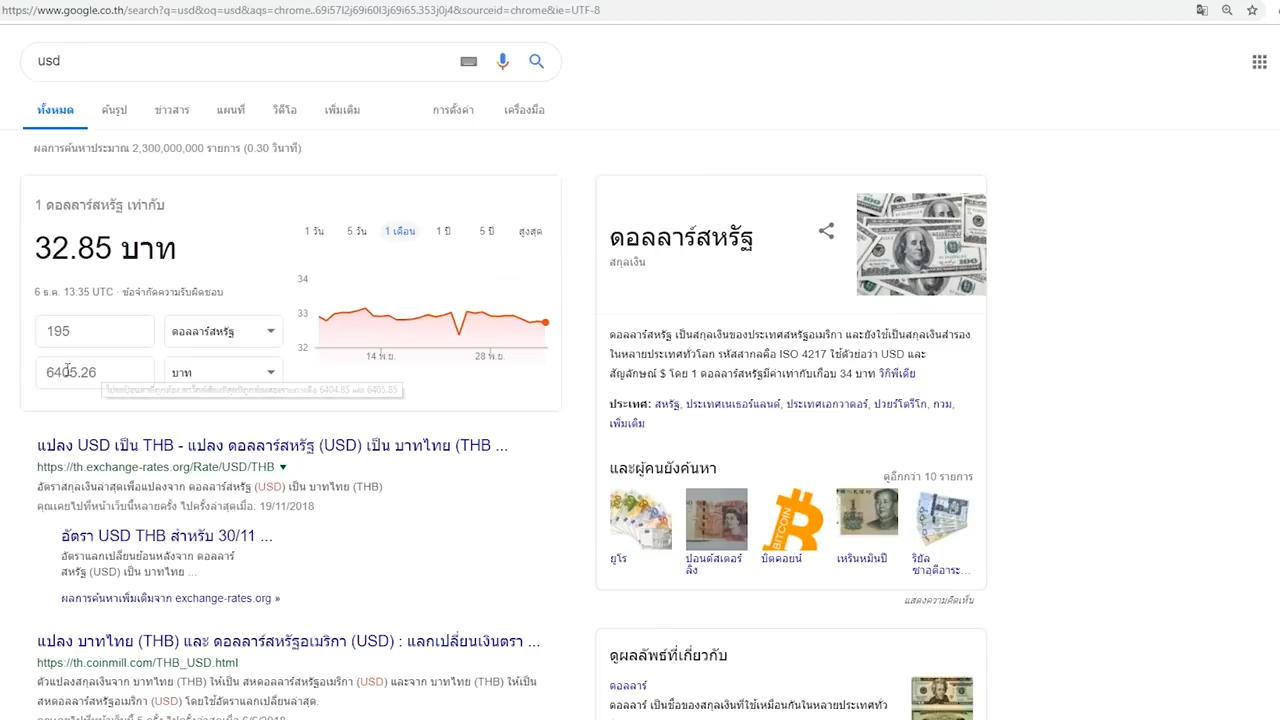 https://www.google.co.th/search?q=usd&oq=usd&aqs=chrome..69i57l2j69i60l3j69i65.353j0j4&sourceid=chrome&ie=UTF-8
usd
ทั้งหมด ค้นรูป ข่าวสาร แผนที่ วิดีโอ เพิ่มเติม การตั้งค่า เครื่องมือ
ผลการค้นหาประมาณ 2,300,000,000 รายการ (0.30 วินาที)
1 ดอลลาร์สหรัฐ เท่ากับ
32.85 บาท
6 ธ.ค. 13:35 UTC · ข้อจำกัดความรับผิดชอบ
195 ดอลลาร์สหรัฐ
6405.26 บาท
1 วัน 5 วัน 1 เดือน 1 ปี 5 ปี สูงสุด
34
33
32
14 พ.ย. 28 พ.ย.
แปลง USD เป็น THB - แปลง ดอลลาร์สหรัฐ (USD) เป็น บาทไทย (THB ...
https://th.exchange-rates.org/Rate/USD/THB
อัตราสกุลเงินล่าสุดเพื่อแปลงจาก ดอลลาร์สหรัฐ (USD) เป็น บาทไทย (THB)
คุณเคยไปที่หน้าเว็บนี้หลายครั้ง ไปครั้งล่าสุดเมื่อ: 19/11/2018
อัตรา USD THB สำหรับ 30/11 ...
อัตราแลกเปลี่ยนย้อนหลังจาก ดอลลาร์
สหรัฐ (USD) เป็น บาทไทย ...
ผลการค้นหาเพิ่มเติมจาก exchange-rates.org »
แปลง บาทไทย (THB) และ ดอลลาร์สหรัฐอเมริกา (USD) : แลกเปลี่ยนเงินตรา ...
https://th.coinmill.com/THB_USD.html
ตัวแปลงสกุลเงินจาก บาทไทย (THB) ให้เป็น สหดอลลาร์สหรัฐอเมริกา (USD) และจาก บาทไทย (THB) ให้เป็น
สหดอลลาร์สหรัฐอเมริกา (USD) โดยใช้อัตราแลกเปลี่ยนล่าสุด.
คุณเคยไปที่หน้าเว็บนี้ 5 ครั้ง ไปครั้งล่าสุดเมื่อ 6/6/2018
ดอลลาร์สหรัฐ
สกุลเงิน
100
ดอลลาร์สหรัฐ เป็นสกุลเงินของประเทศสหรัฐอเมริกา และยังใช้เป็นสกุลเงินสำรอง
ในหลายประเทศทั่วโลก รหัสสากลคือ ISO 4217 ใช้ตัวย่อว่า USD และ
สัญลักษณ์ $ โดย 1 ดอลลาร์สหรัฐมีค่าเท่ากับเกือบ 34 บาท วิกิพีเดีย
ประเทศ: สหรัฐ, ประเทศเนเธอร์แลนด์, ประเทศเอกวาดอร์, ปวยร์โตรีโก, กวม,
เพิ่มเติม
และผู้คนยังค้นหา
ดูอีกกว่า 10 รายการ
BITCOIN
ยูโร ปอนด์สเตอร์ บิตคอยน์ เหรินหมินปี้ ริยัล
ลิง ซาอุดีอาระ...
แสดงความคิดเห็น
ดูผลลัพธ์ที่เกี่ยวกับ
ดอลลาร์
ดอลลาร์ เป็นชื่อของสกุลเงินที่ใช้เหมือนกันในหลายประเทศทั่ว